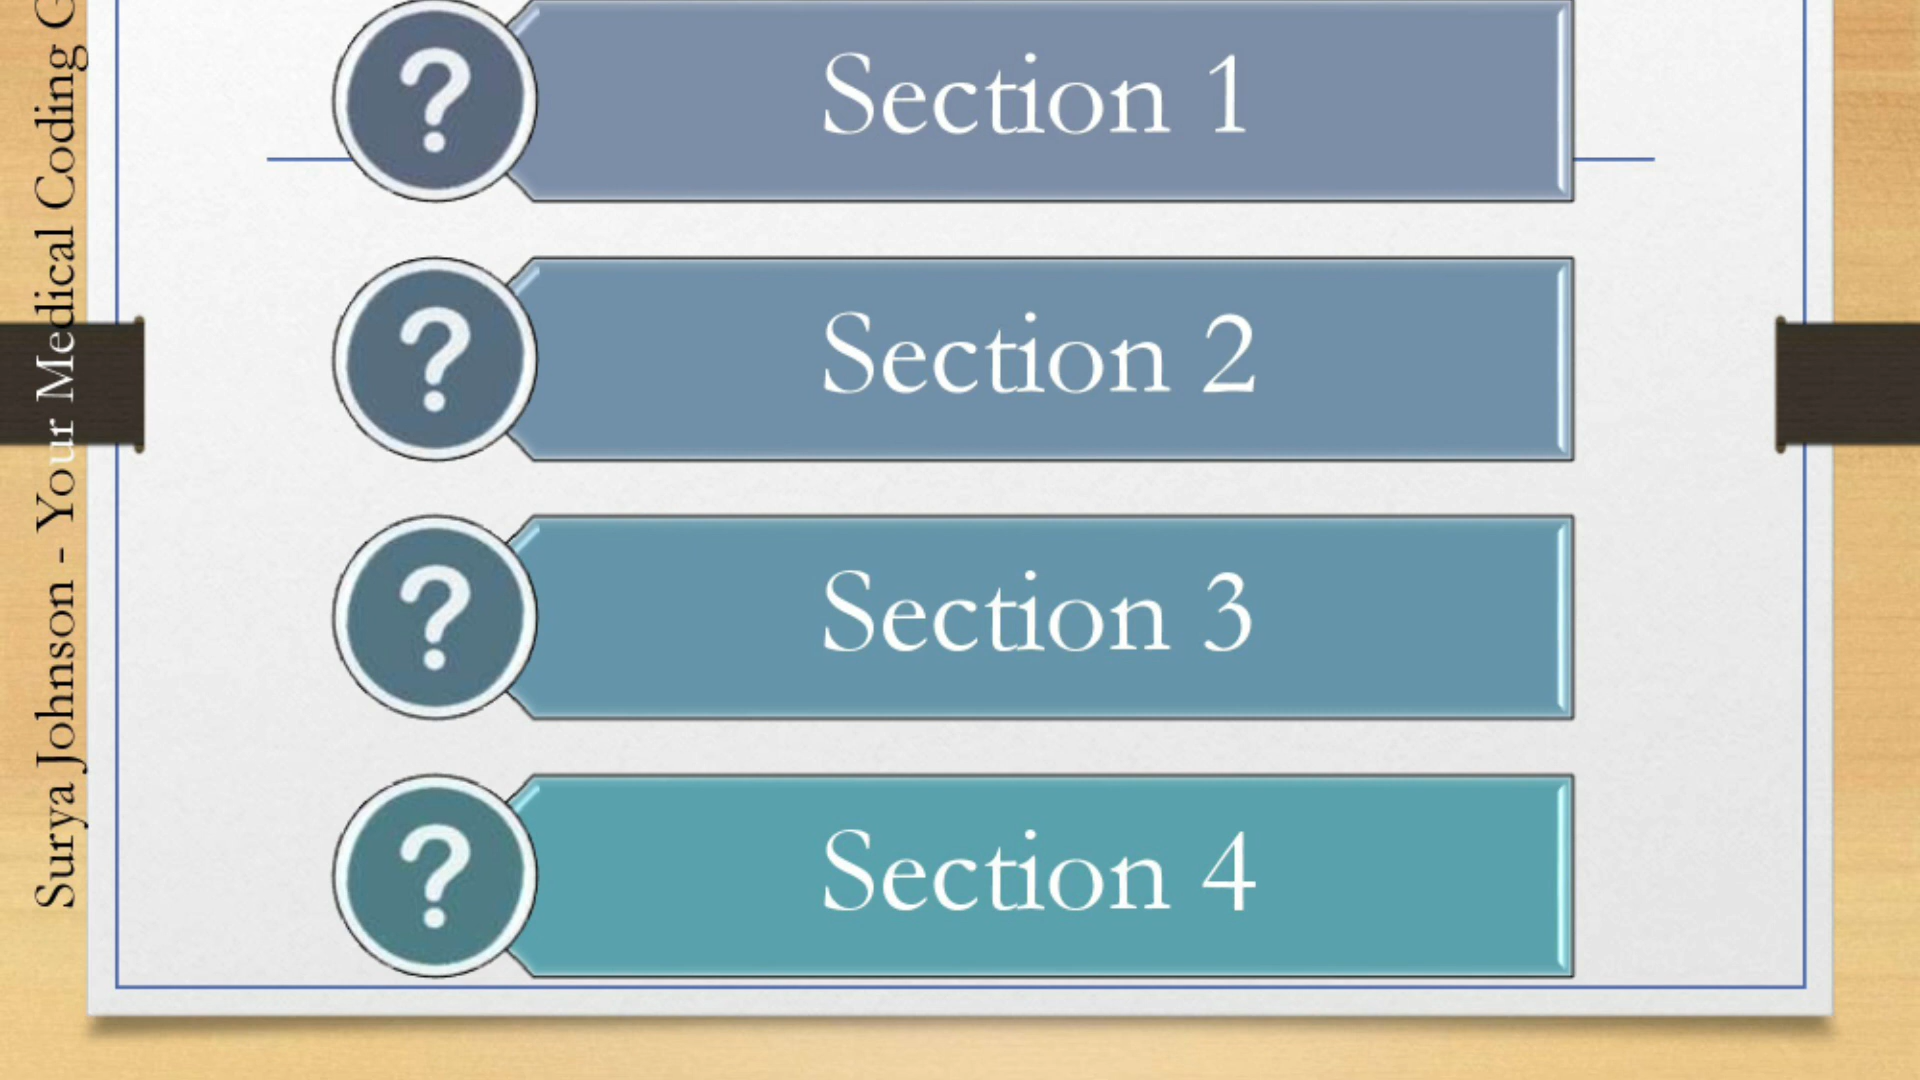 Section 1
Section 2
Section 3
Section 4
Surya Johnson - Your Medical Coding